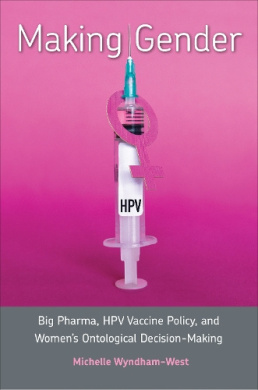 Making Gender
HPV
Big Pharma, HPV Vaccine Policy, and
Women's Ontological Decision-Making
Michelle Wyndham-West